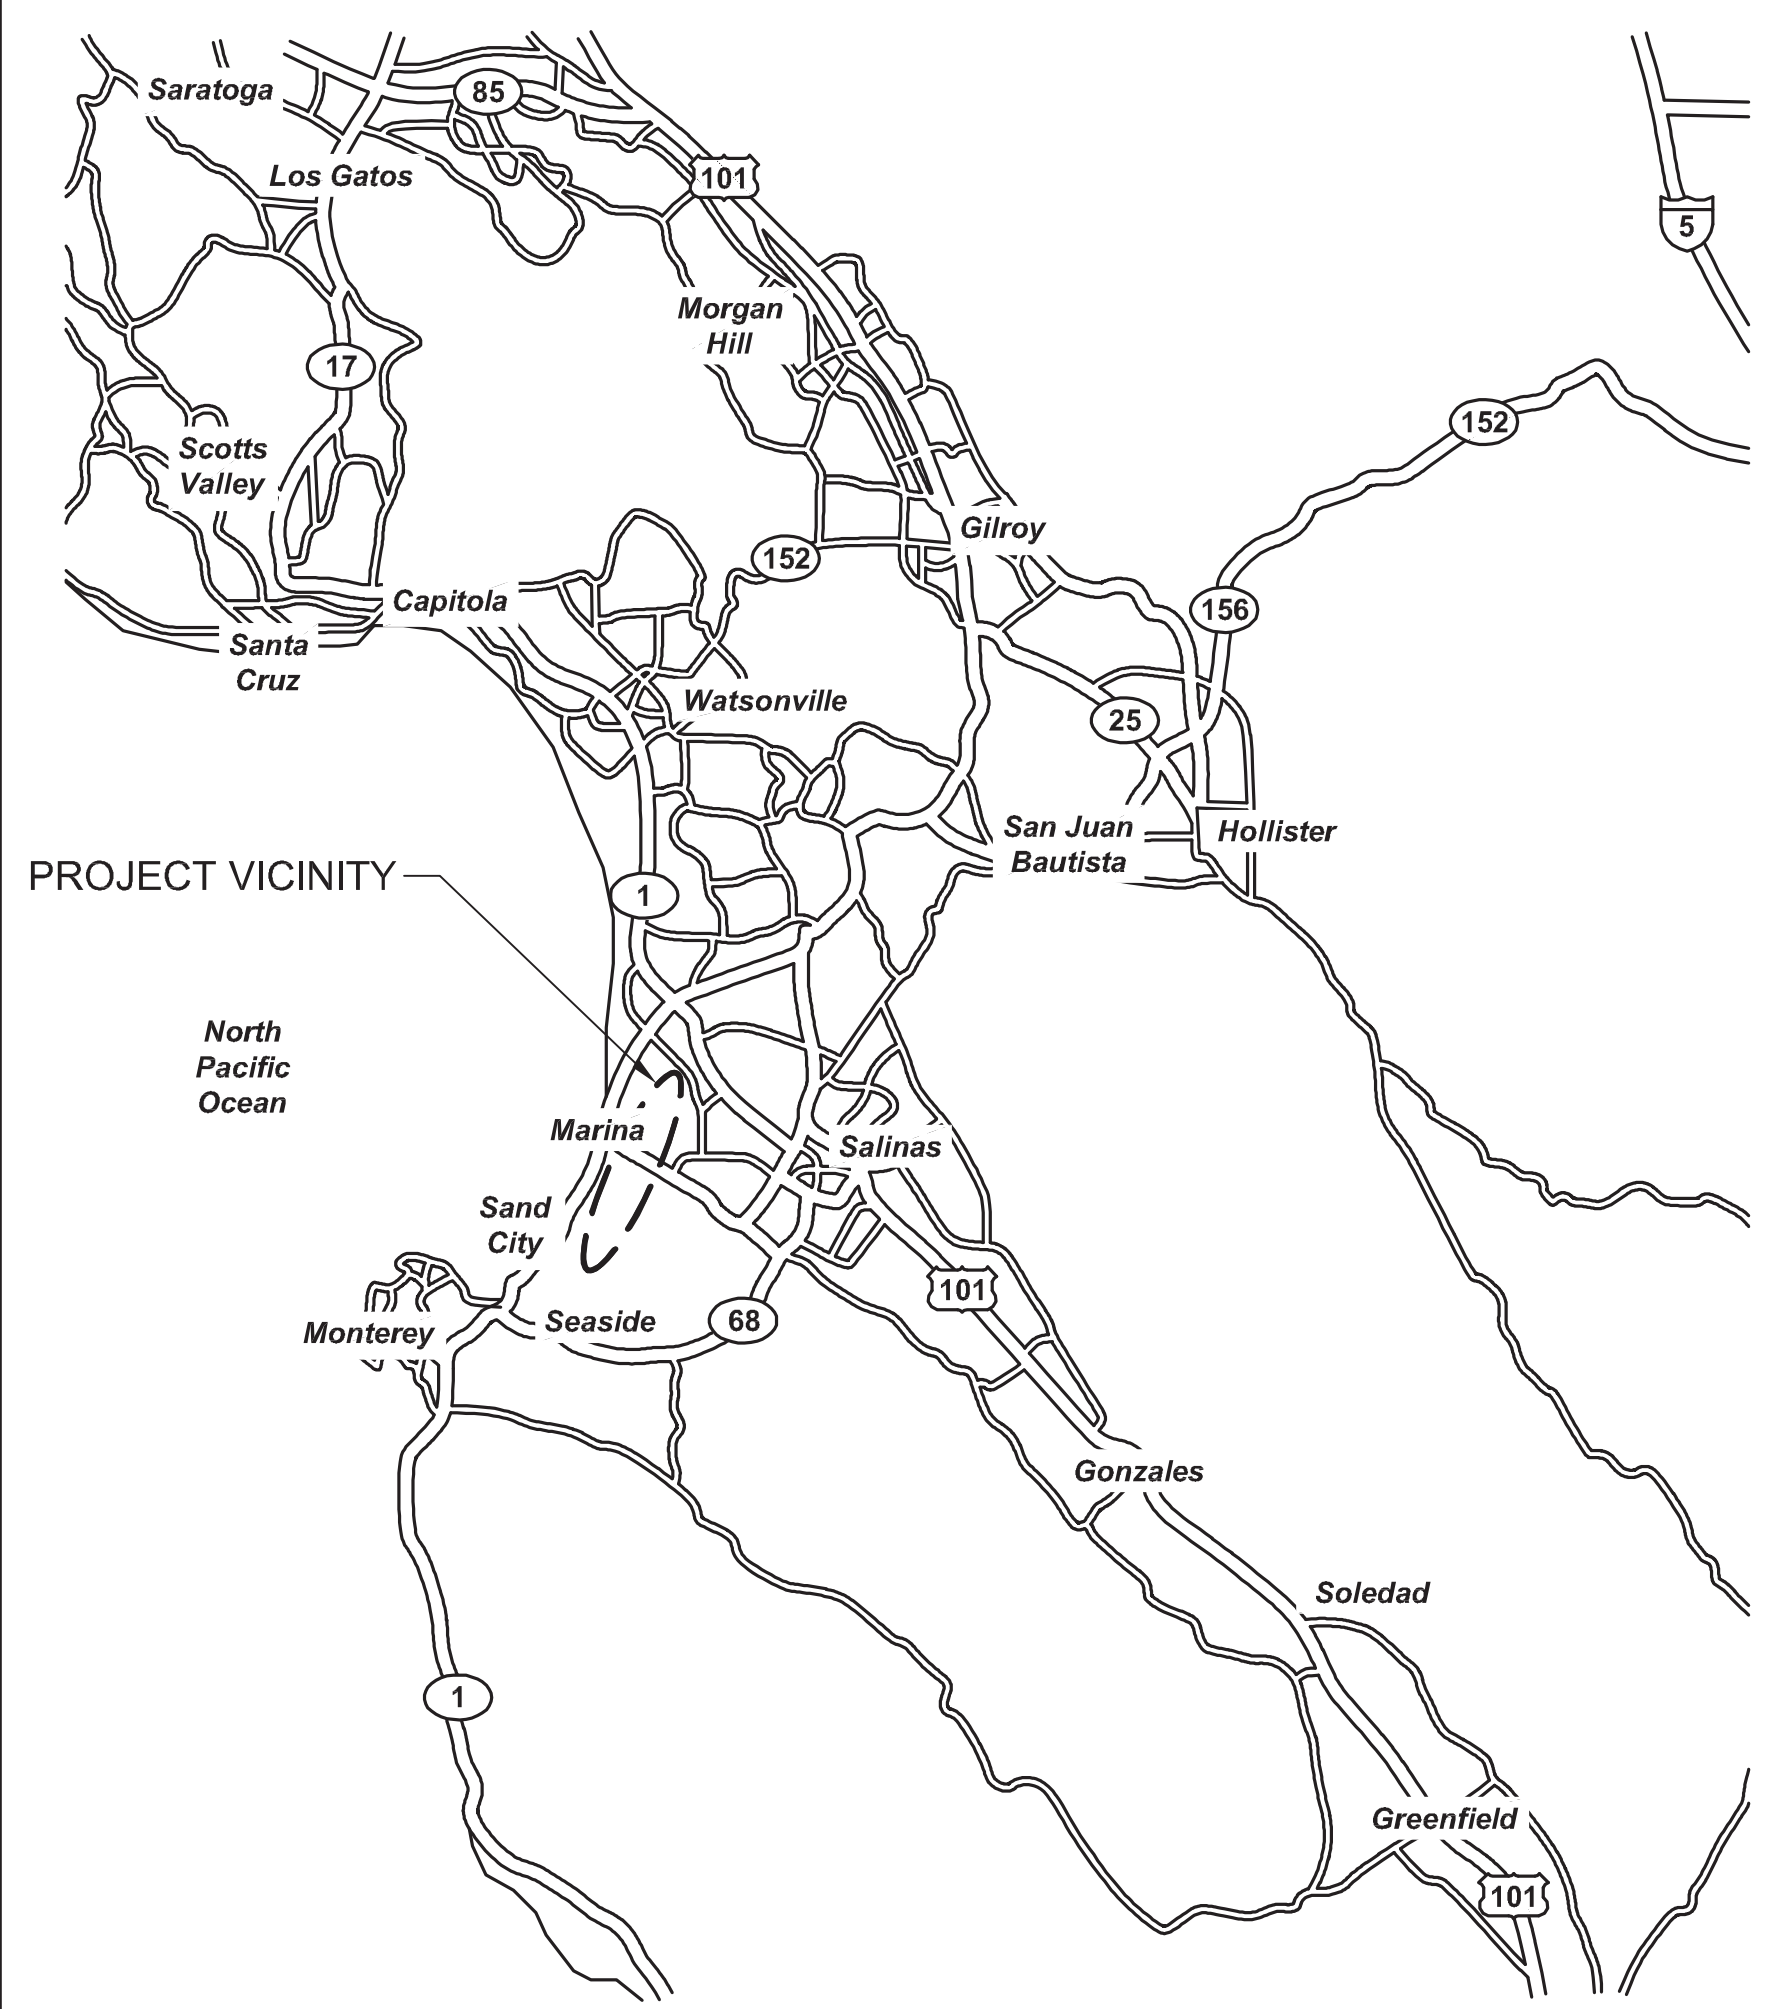 Saratoga
85
Los Gatos
101
5
Morgan
Hill
17
152
Scotts
Valley
Gilroy
152
Capitola
156
Santa
Cruz
Watsonville
25
San Juan
Bautista
Hollister
PROJECT VICINITY
1
North
Pacific
Ocean
Marina
Salinas
Sand
City
101
Monterey
Seaside
68
Gonzales
Soledad
1
Greenfield
101